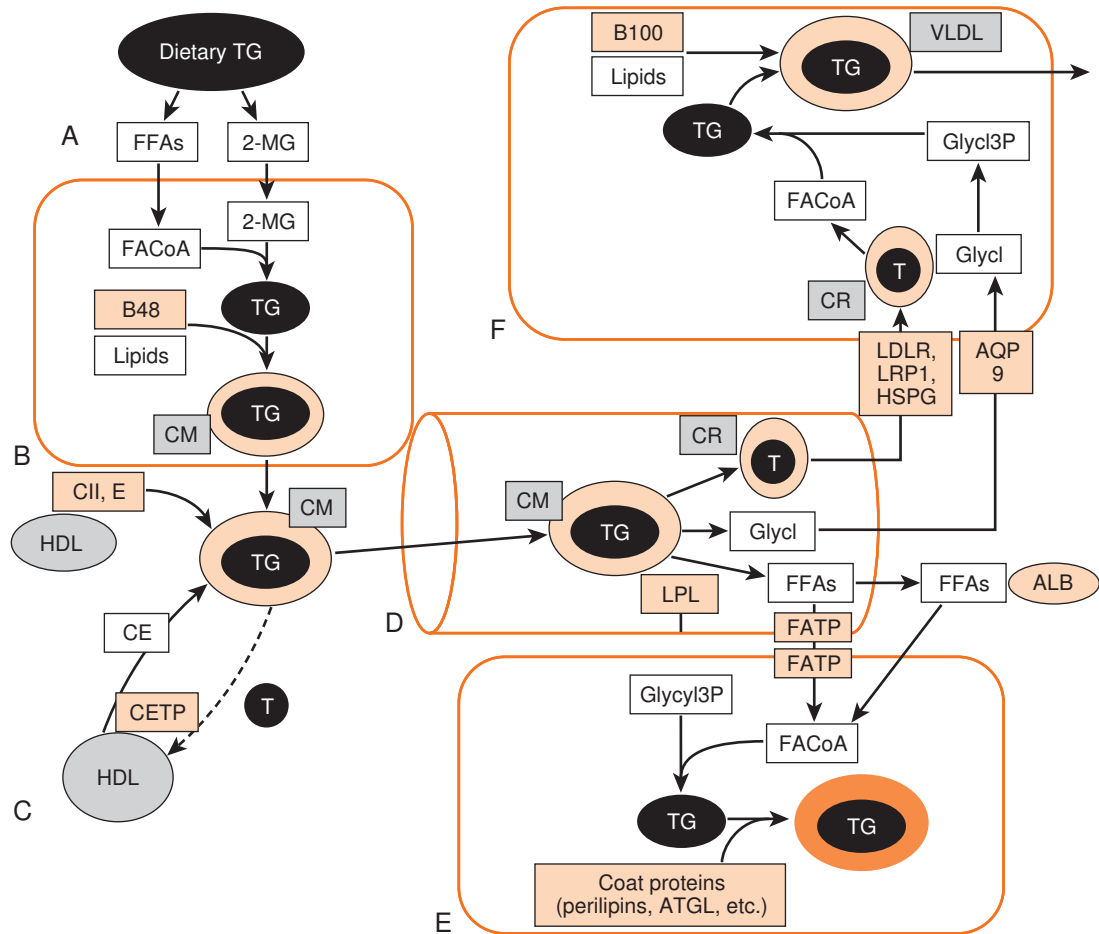 Dietary TG
A
FFAs
2-MG
2-MG
FACoA
TG
B48
Lipids
TG
CM
B
CII, E
HDL
CM
TG
CE
CETP
T
HDL
C
B100
Lipids
VLDL
TG
TG
Glycl3P
FACoA
T
Glycl
CR
F
LDLR,
LRP1,
HSPG
AQP
9
CR
T
CM
TG
Glycl
LPL
FFAs
FFAs
ALB
D
FATP
FATP
Glycyl3P
FACoA
TG
TG
Coat proteins
(perilipins, ATGL, etc.)
E